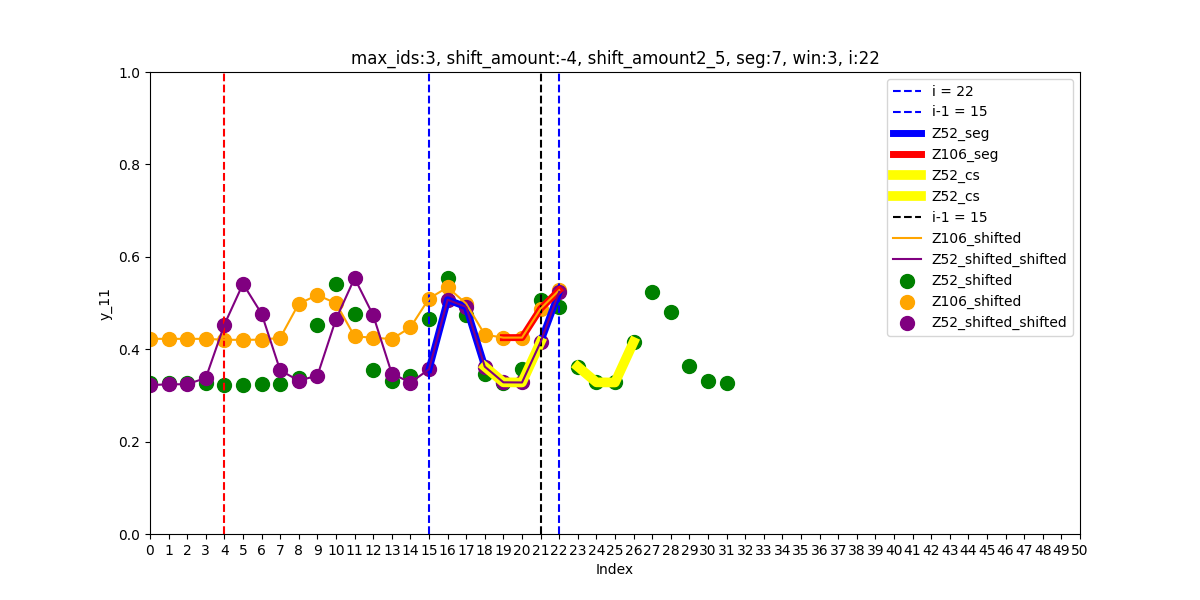 max_ids:3, shift_amount:-4, shift_amount2_5, seg:7, win:3, i:22
1.0
0.8
0.6
0.4
0.2
0.0
y_11
i = 22
i-1 = 15
Z52_seg
Z106_seg
Z52_cs
Z52_cs
i-1 = 15
Z106_shifted
Z52_shifted_shifted
Z52_shifted
Z106_shifted
Z52_shifted_shifted
0 1 2 3 4 5 6 7 8 9 10 11 12 13 14 15 16 17 18 19 20 21 22 23 24 25 26 27 28 29 30 31 32 33 34 35 36 37 38 39 40 41 42 43 44 45 46 47 48 49 50
Index